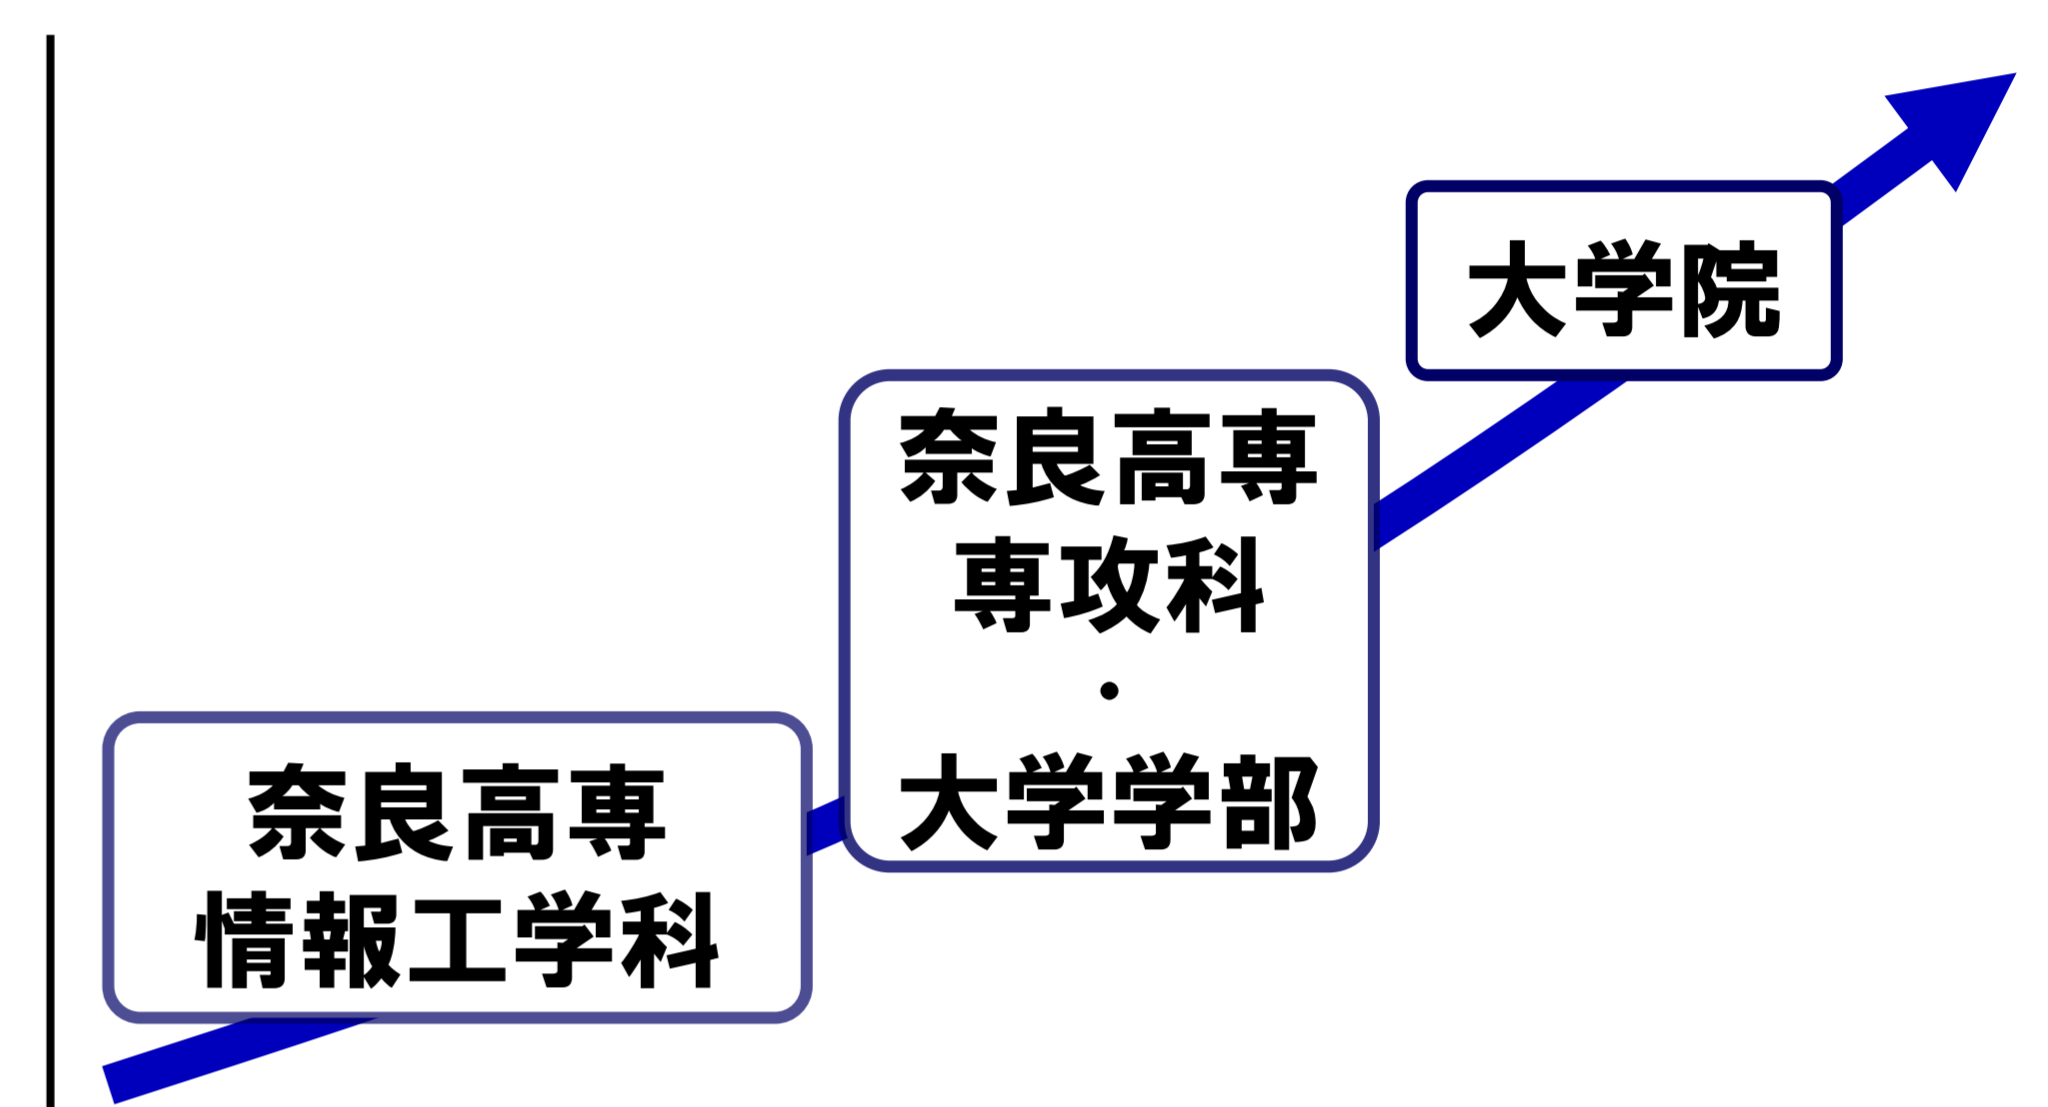 大学院
奈良高専
専攻科
・
大学学部
奈良高専
情報工学科